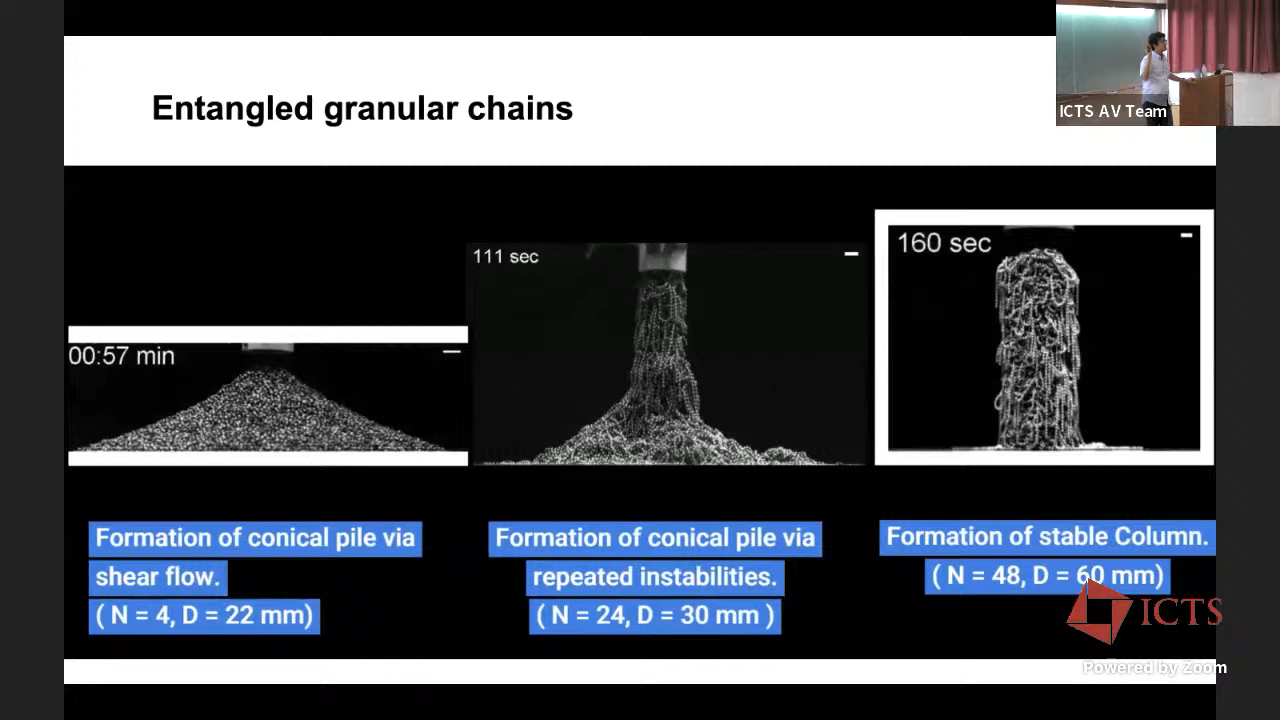 Entangled granular chains
ICTS AV Team
00:57 min
111 sec
160 sec
Formation of conical pile via
shear flow.
( N = 4, D = 22 mm)
Formation of conical pile via
repeated instabilities.
( N = 24, D = 30 mm )
Formation of stable Column.
( N = 48, D = 60 mm)
ICTS
Powered by Zoom